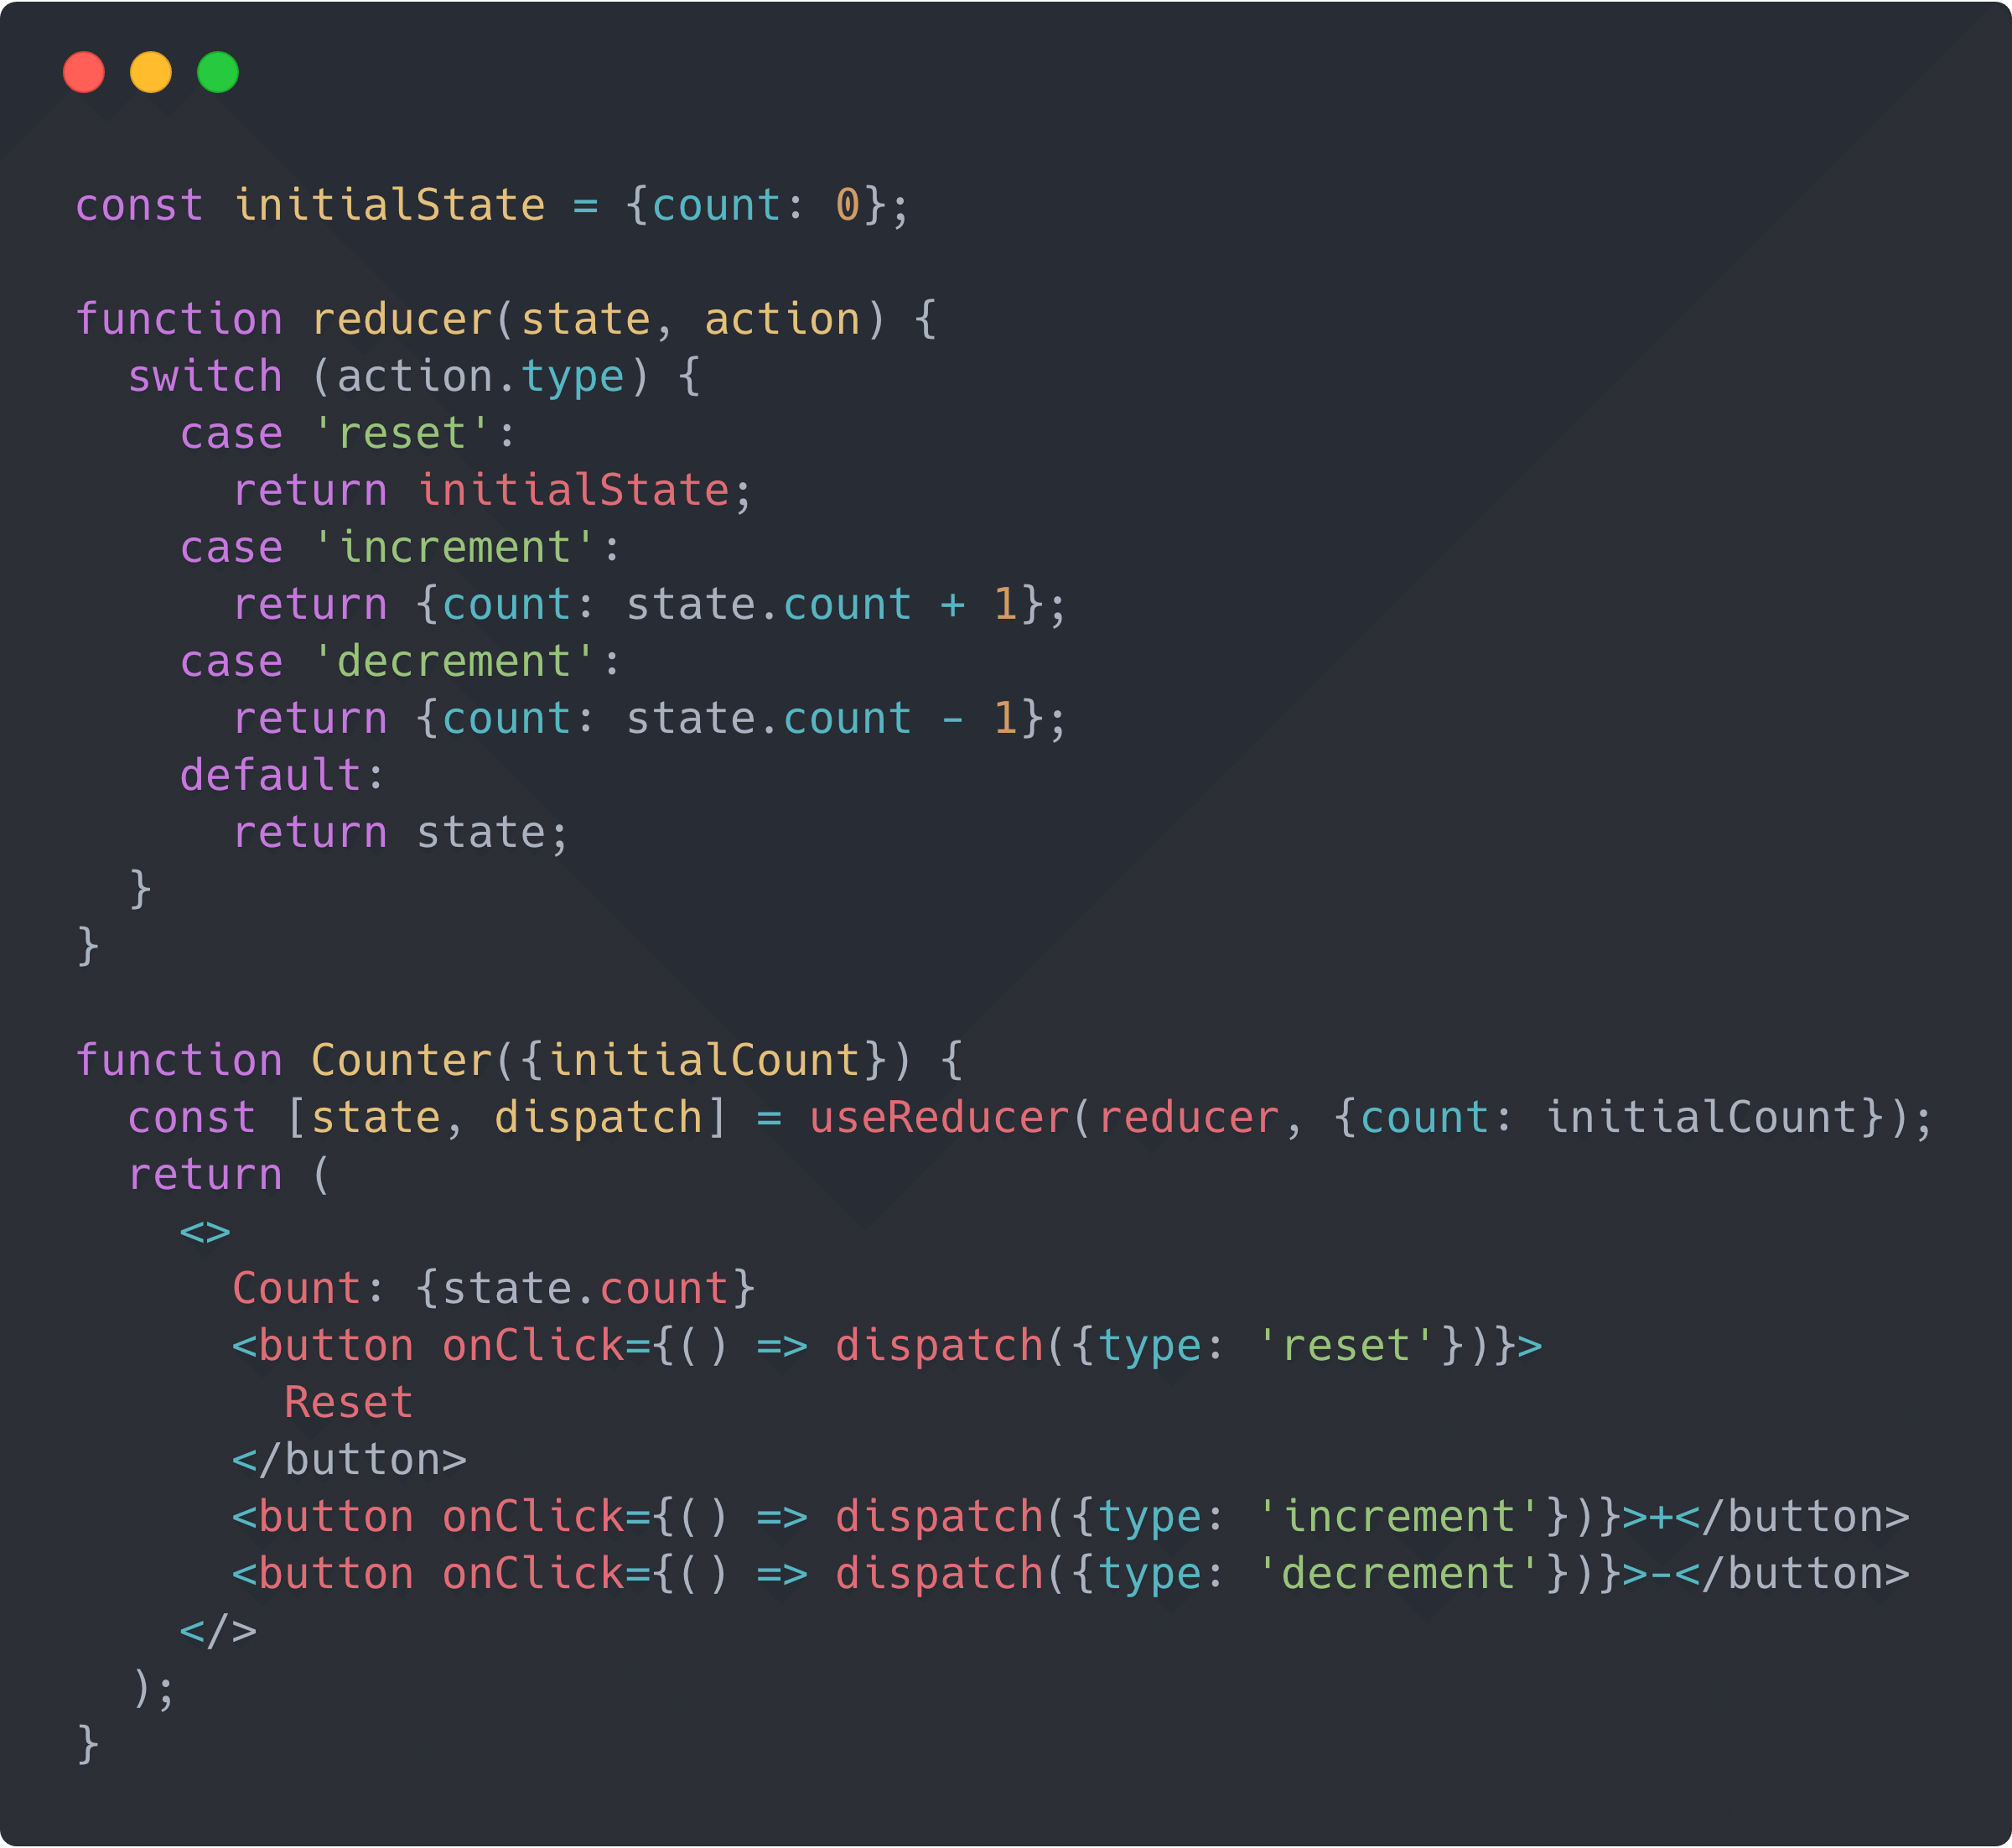 const initialState = {count: 0};

function reducer(state, action) {
  switch (action.type) {
    case 'reset':
      return initialState;
    case 'increment':
      return {count: state.count + 1};
    case 'decrement':
      return {count: state.count - 1};
    default:
      return state;
  }
}

function Counter({initialCount}) {
  const [state, dispatch] = useReducer(reducer, {count: initialCount});
  return (
    <>
      Count: {state.count}
      <button onClick={() => dispatch({type: 'reset'})}>
        Reset
      </button>
      <button onClick={() => dispatch({type: 'increment'})}>+</button>
      <button onClick={() => dispatch({type: 'decrement'})}>-</button>
    </>
  );
}